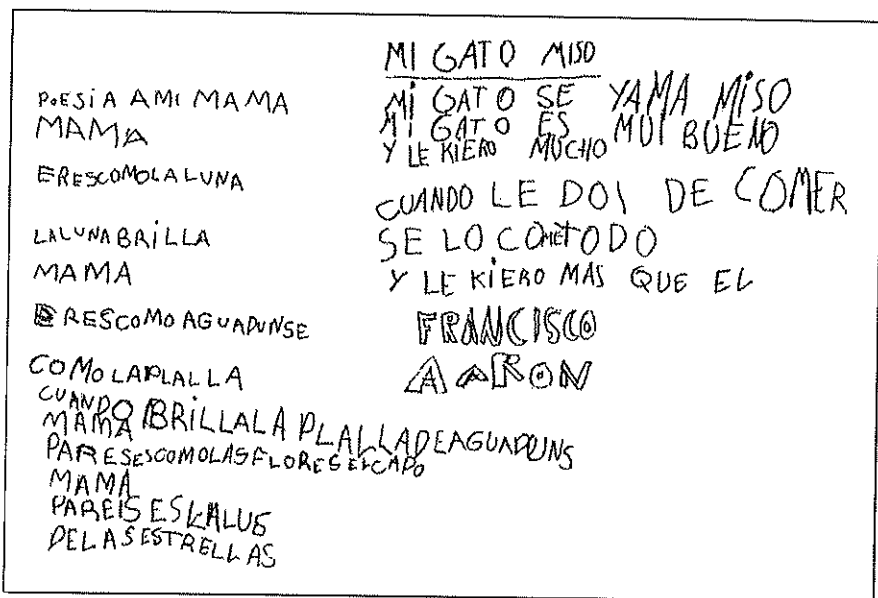 POESIA AMI MAMA
MAMA
ERESCOMOLALUNA
LALUNABRILLA
MAMA
ERESCOMO AGUADUNSE
COMOLAPLALLA
CUANDO BRILLALA PLALLADEAGUADUNS
MAMA
PARESESCOMOLASFLORESELCAPO
MAMA
PAREISESLALUS
DELASESTRELLAS
MI GATO MISO
MI GATO SE YAMA MISO
MI GATO ES MUI BUENO
Y LE KIERO MUCHO
CUANDO LE DOI DE COMER
SE LO COMETODO
Y LE KIERO MAS QUE EL
FRANCISCO
AARON